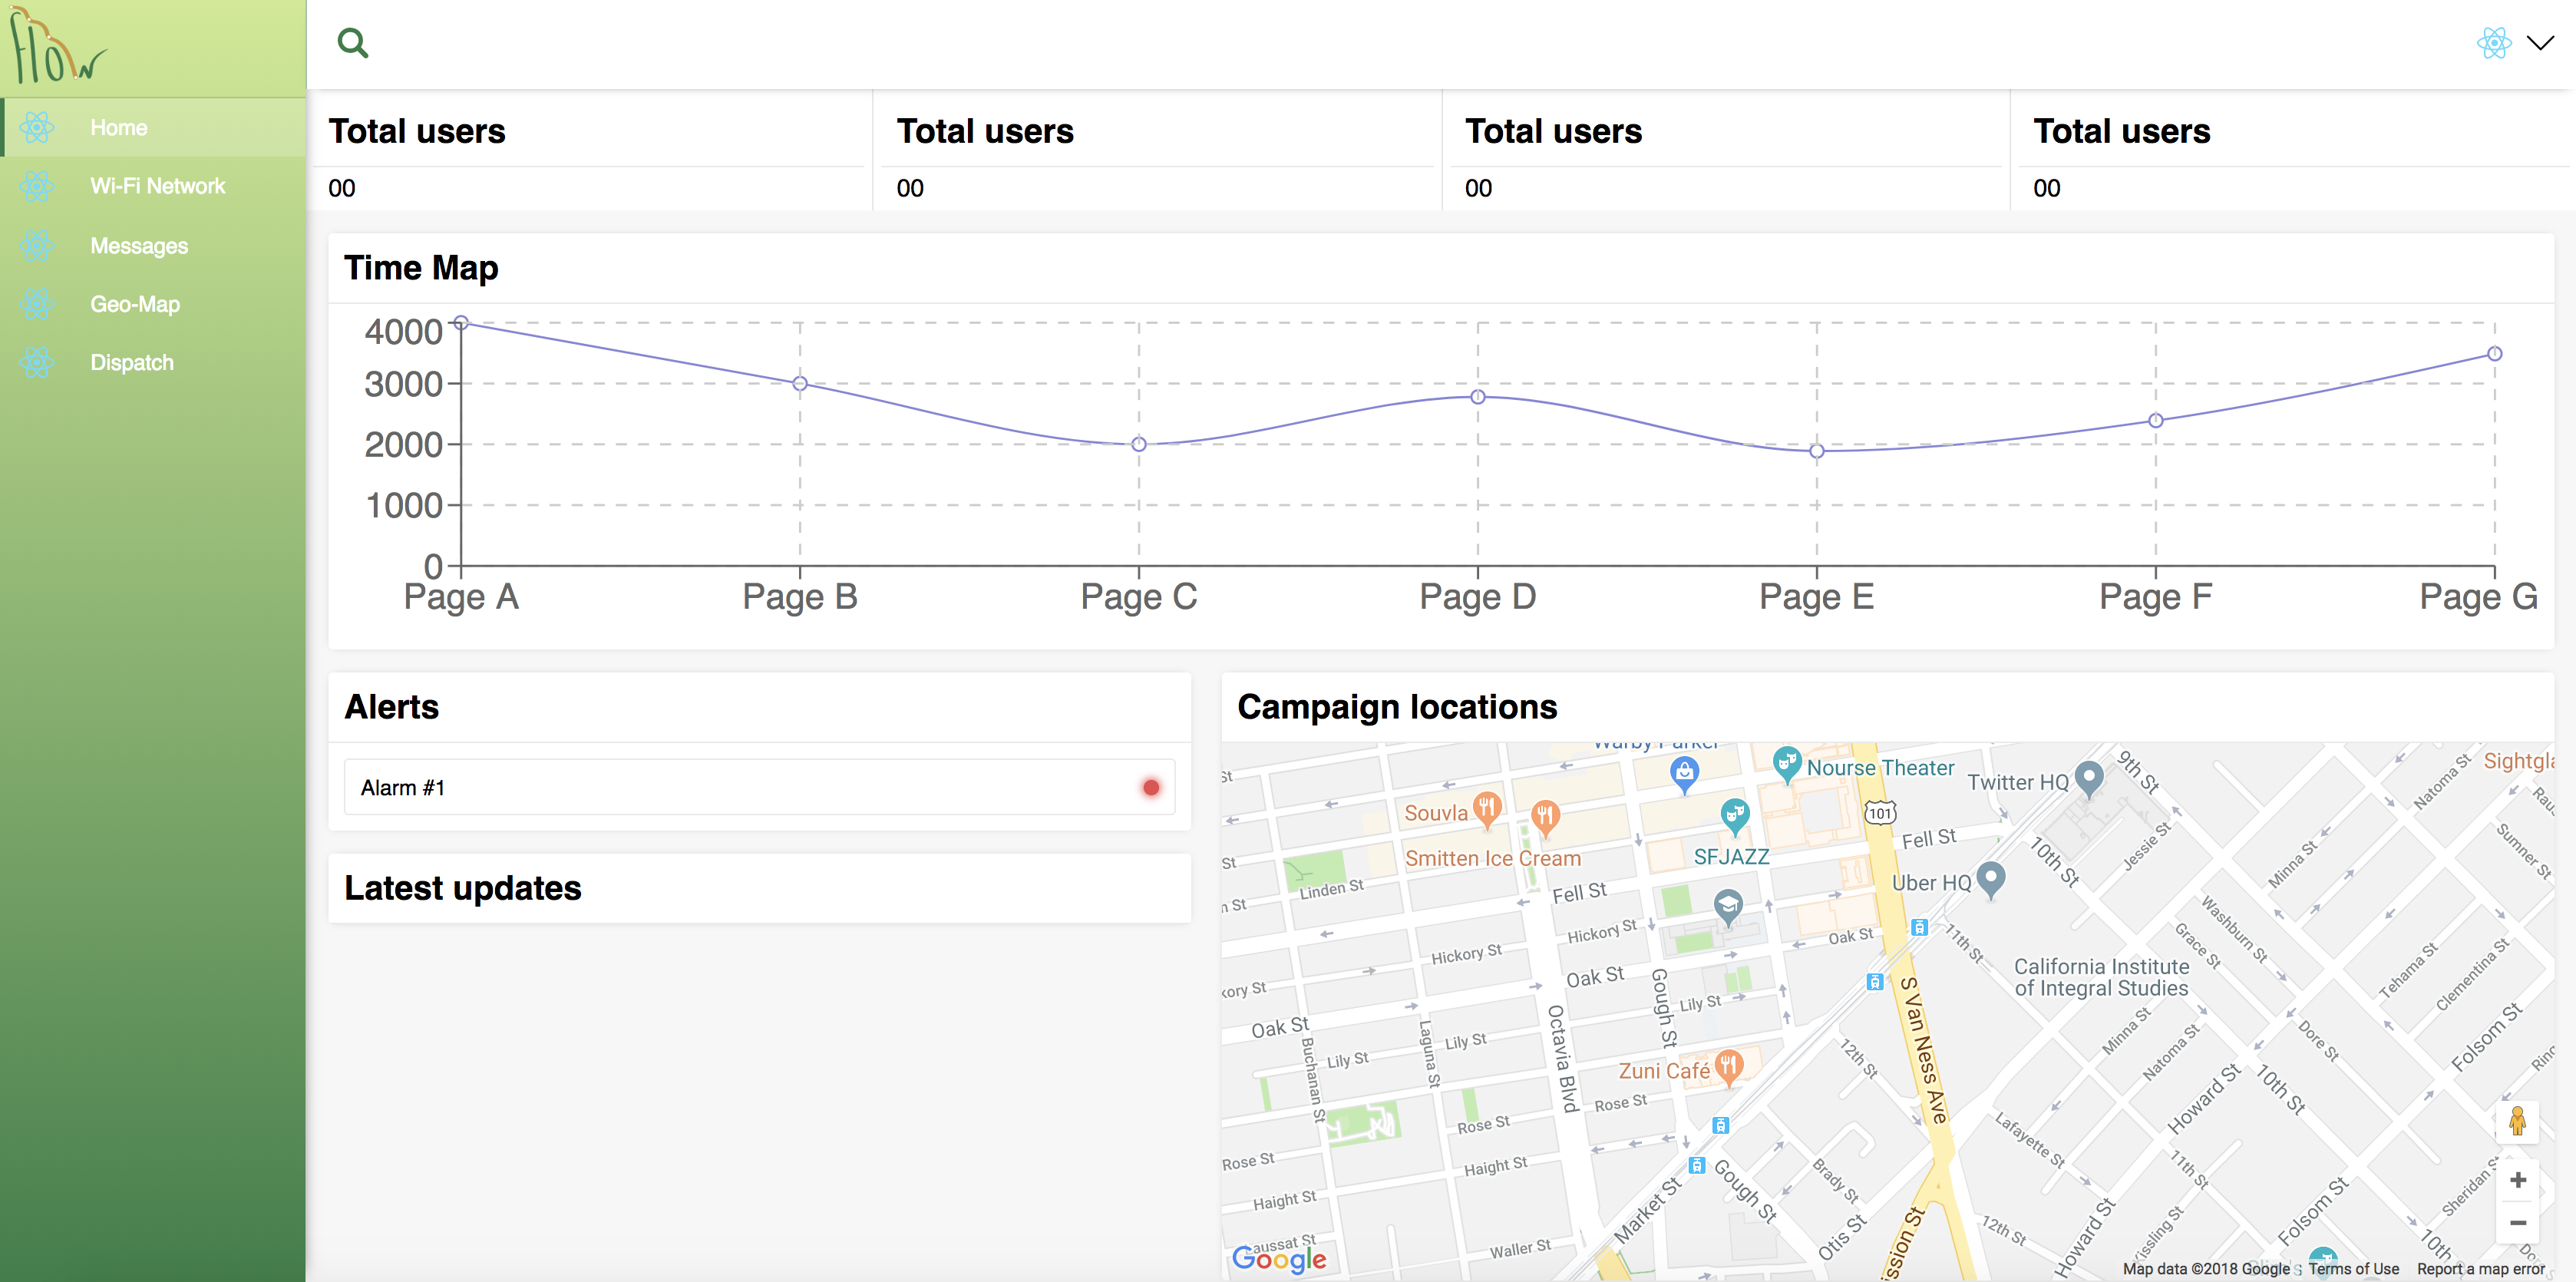 flow
Home
Wi-Fi Network
Messages
Geo-Map
Dispatch
Total users
00
Total users
00
Total users
00
Total users
00
Time Map
4000
3000
2000
1000
0
Page A
Page B
Page C
Page D
Page E
Page F
Page G
Alerts
Alarm #1
Latest updates
Campaign locations
Warby Parker
Nourse Theater
Twitter HQ
9th St
Natoma St
Souvla
101
Fell St
Smitten Ice Cream
SFJAZZ
10th St
Jessie St
Minna St
Sumner St
Linden St
Uber HQ
Fell St
Hickory St
Oak St
11th St
Grace St
Washburn St
Hickory St
Oak St
Gough St
Lily St
California Institute
of Integral Studies
Tehama St
Clementina St
Oak St
Buchanan St
Lily St
Laguna St
Lily St
Octavia Blvd
S Van Ness Ave
12th St
Minna St
Natoma St
Dore St
Folsom St
Zuni Café
Rose St
Rose St
Howard St
10th St
Lafayette St
Rose St
Haight St
Haight St
Gough St
Brady St
11th St
Market St
Otis St
Waller St
12th St
Howard St
Folsom St
Google
Map data ©2018 Google
Terms of Use
Report a map error